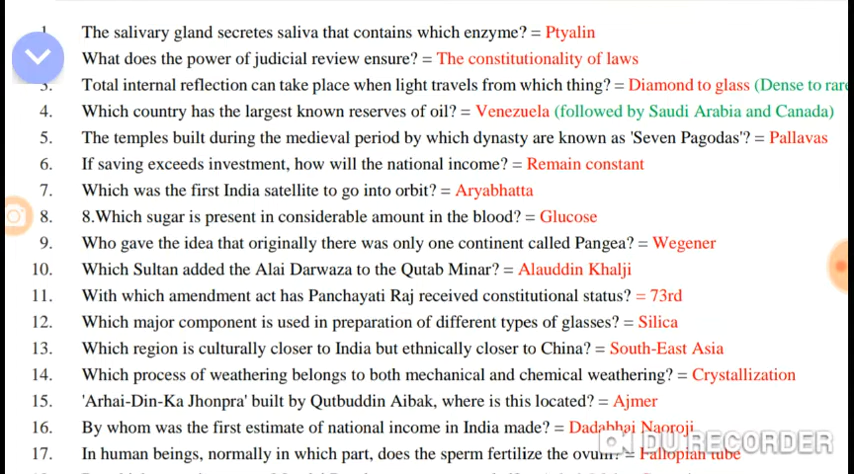 1. The salivary gland secretes saliva that contains which enzyme? = Ptyalin
What does the power of judicial review ensure? = The constitutionality of laws
3. Total internal reflection can take place when light travels from which thing? = Diamond to glass (Dense to rare
4. Which country has the largest known reserves of oil? = Venezuela (followed by Saudi Arabia and Canada)
5. The temples built during the medieval period by which dynasty are known as 'Seven Pagodas'? = Pallavas
6. If saving exceeds investment, how will the national income? = Remain constant
7. Which was the first India satellite to go into orbit? = Aryabhatta
8. 8.Which sugar is present in considerable amount in the blood? = Glucose
9. Who gave the idea that originally there was only one continent called Pangea? = Wegener
10. Which Sultan added the Alai Darwaza to the Qutab Minar? = Alauddin Khalji
11. With which amendment act has Panchayati Raj received constitutional status? = 73rd
12. Which major component is used in preparation of different types of glasses? = Silica
13. Which region is culturally closer to India but ethnically closer to China? = South-East Asia
14. Which process of weathering belongs to both mechanical and chemical weathering? = Crystallization
15. 'Arhai-Din-Ka Jhonpra' built by Qutbuddin Aibak, where is this located? = Ajmer
16. By whom was the first estimate of national income in India made? = Dadabhai Naoroji
DU RECORDER
17. In human beings, normally in which part, does the sperm fertilize the ovum? = Fallopian tube